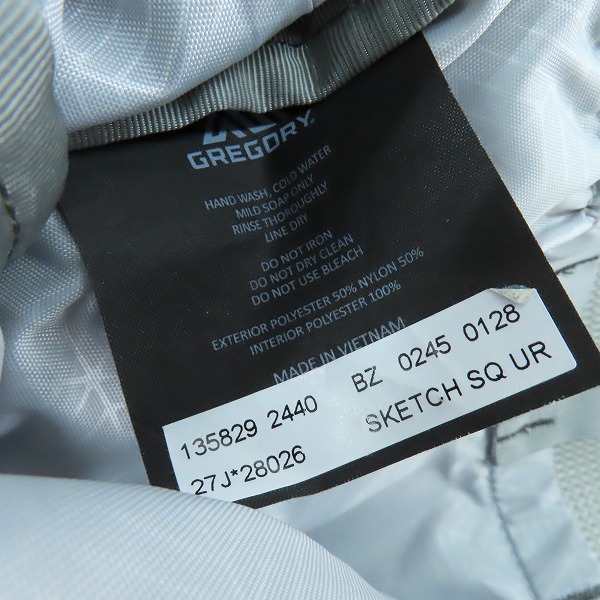 GREGORY.
HAND WASH, COLD WATER
MILD SOAP ONLY
RINSE THOROUGHLY
LINE DRY
DO NOT IRON
DO NOT DRY CLEAN
DO NOT USE BLEACH
EXTERIOR POLYESTER 50% NYLON 50%
INTERIOR POLYESTER 100%
MADE IN VIETNAM
135829 2440 BZ 0245 0128
27J*28026 SKETCH SQ UR